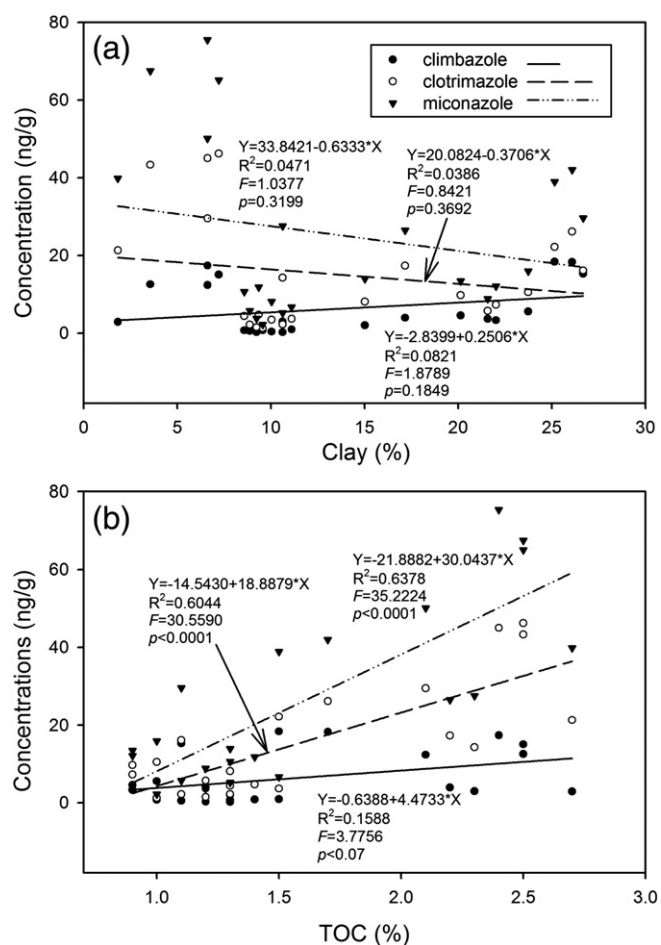 (a)
80
60
40
20
0
Concentration (ng/g)
climbazole
clotrimazole
miconazole
Y=33.8421-0.6333*X
R²=0.0471
F=1.0377
p=0.3199
Y=20.0824-0.3706*X
R²=0.0386
F=0.8421
p=0.3692
Y=-2.8399+0.2506*X
R²=0.0821
F=1.8789
p=0.1849
0 5 10 15 20 25 30
Clay (%)
(b)
80
60
40
20
0
Concentrations (ng/g)
Y=-14.5430+18.8879*X
R²=0.6044
F=30.5590
p<0.0001
Y=-21.8882+30.0437*X
R²=0.6378
F=35.2224
p<0.0001
Y=-0.6388+4.4733*X
R²=0.1588
F=3.7756
p<0.07
1.0 1.5 2.0 2.5 3.0
TOC (%)